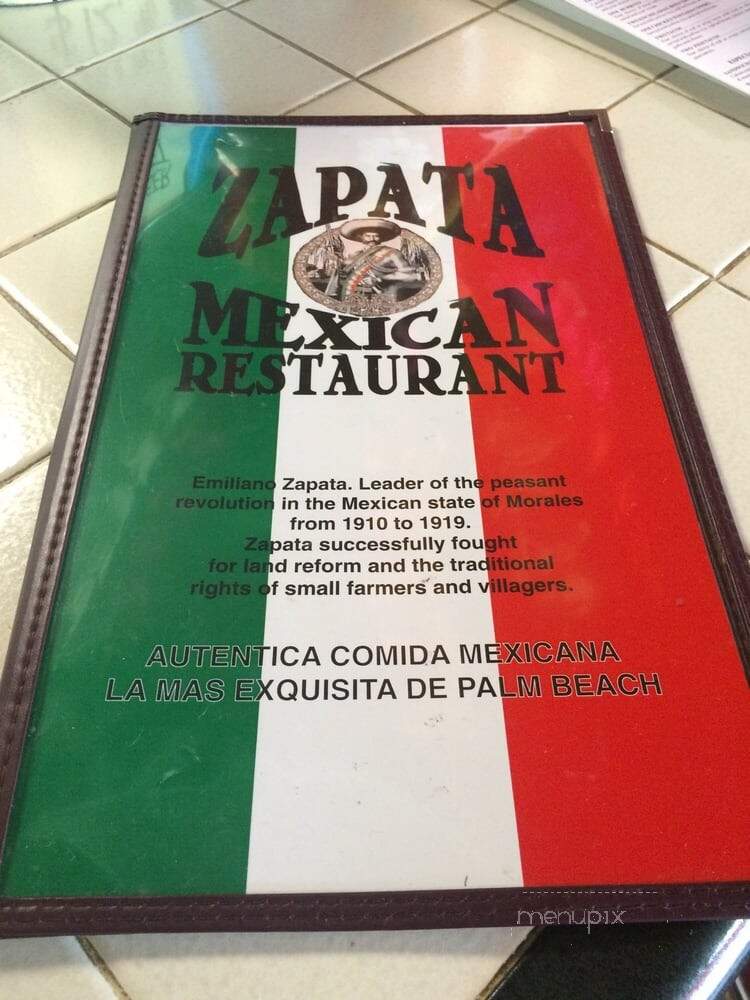 ZAPATA
MEXICAN
RESTAURANT
Emiliano Zapata. Leader of the peasant
revolution in the Mexican state of Morales
from 1910 to 1919.
Zapata successfully fought
for land reform and the traditional
rights of small farmers and villagers.
AUTENTICA COMIDA MEXICANA
LA MAS EXQUISITA DE PALM BEACH
menupix